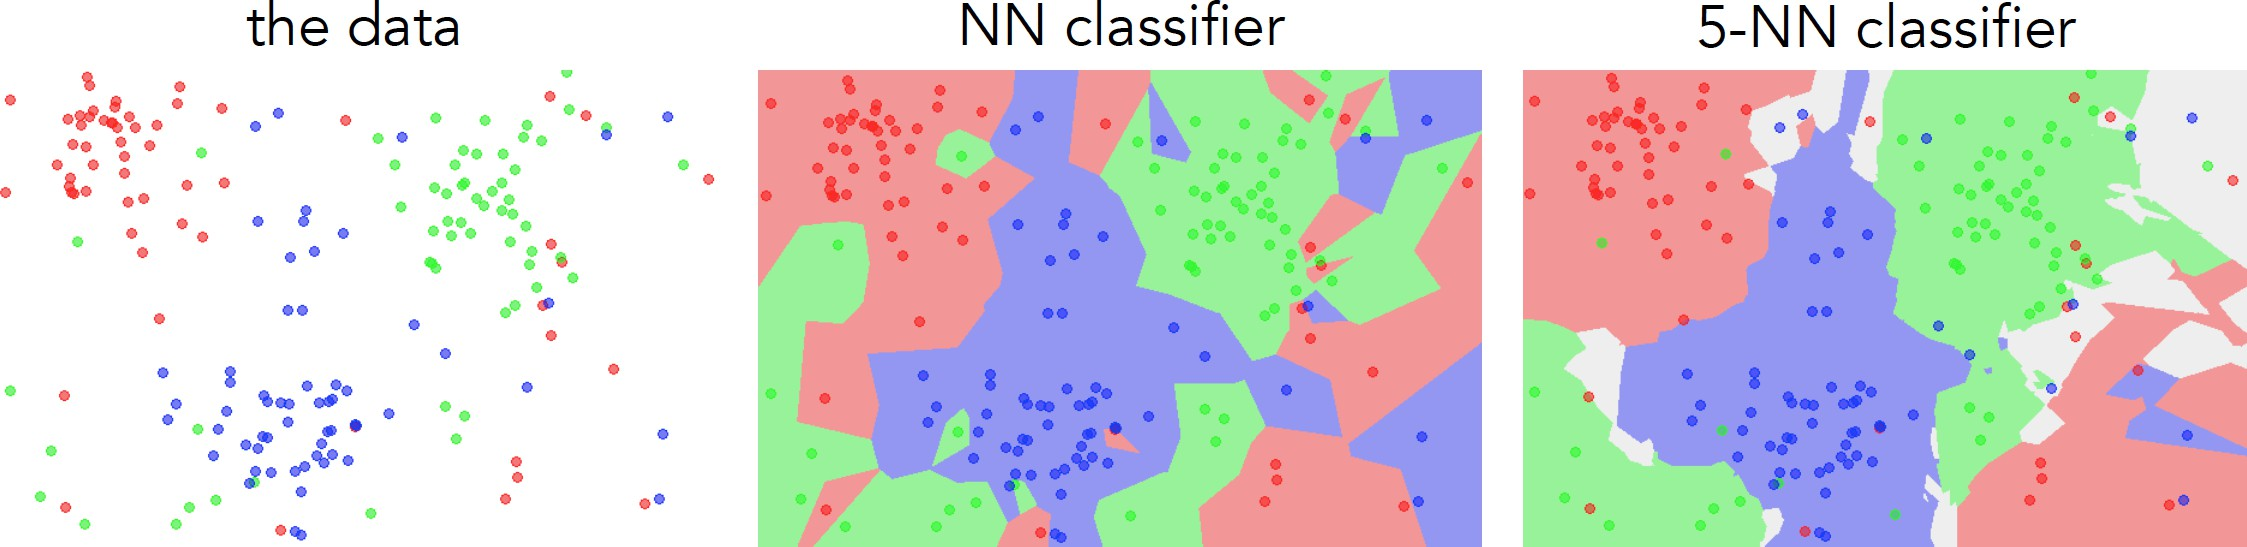 the data
NN classifier
5-NN classifier